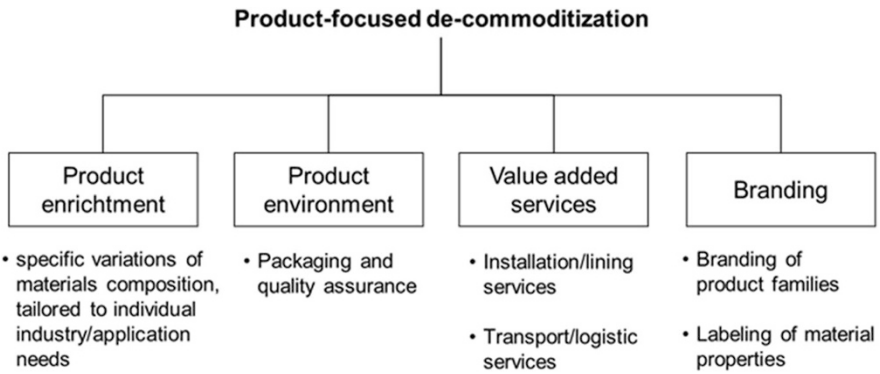 Product-focused de-commoditization
Product
enrichtment
• specific variations of
materials composition,
tailored to individual
industry/application
needs
Product
environment
• Packaging and
quality assurance
Value added
services
• Installation/lining
services
• Transport/logistic
services
Branding
• Branding of
product families
• Labeling of material
properties